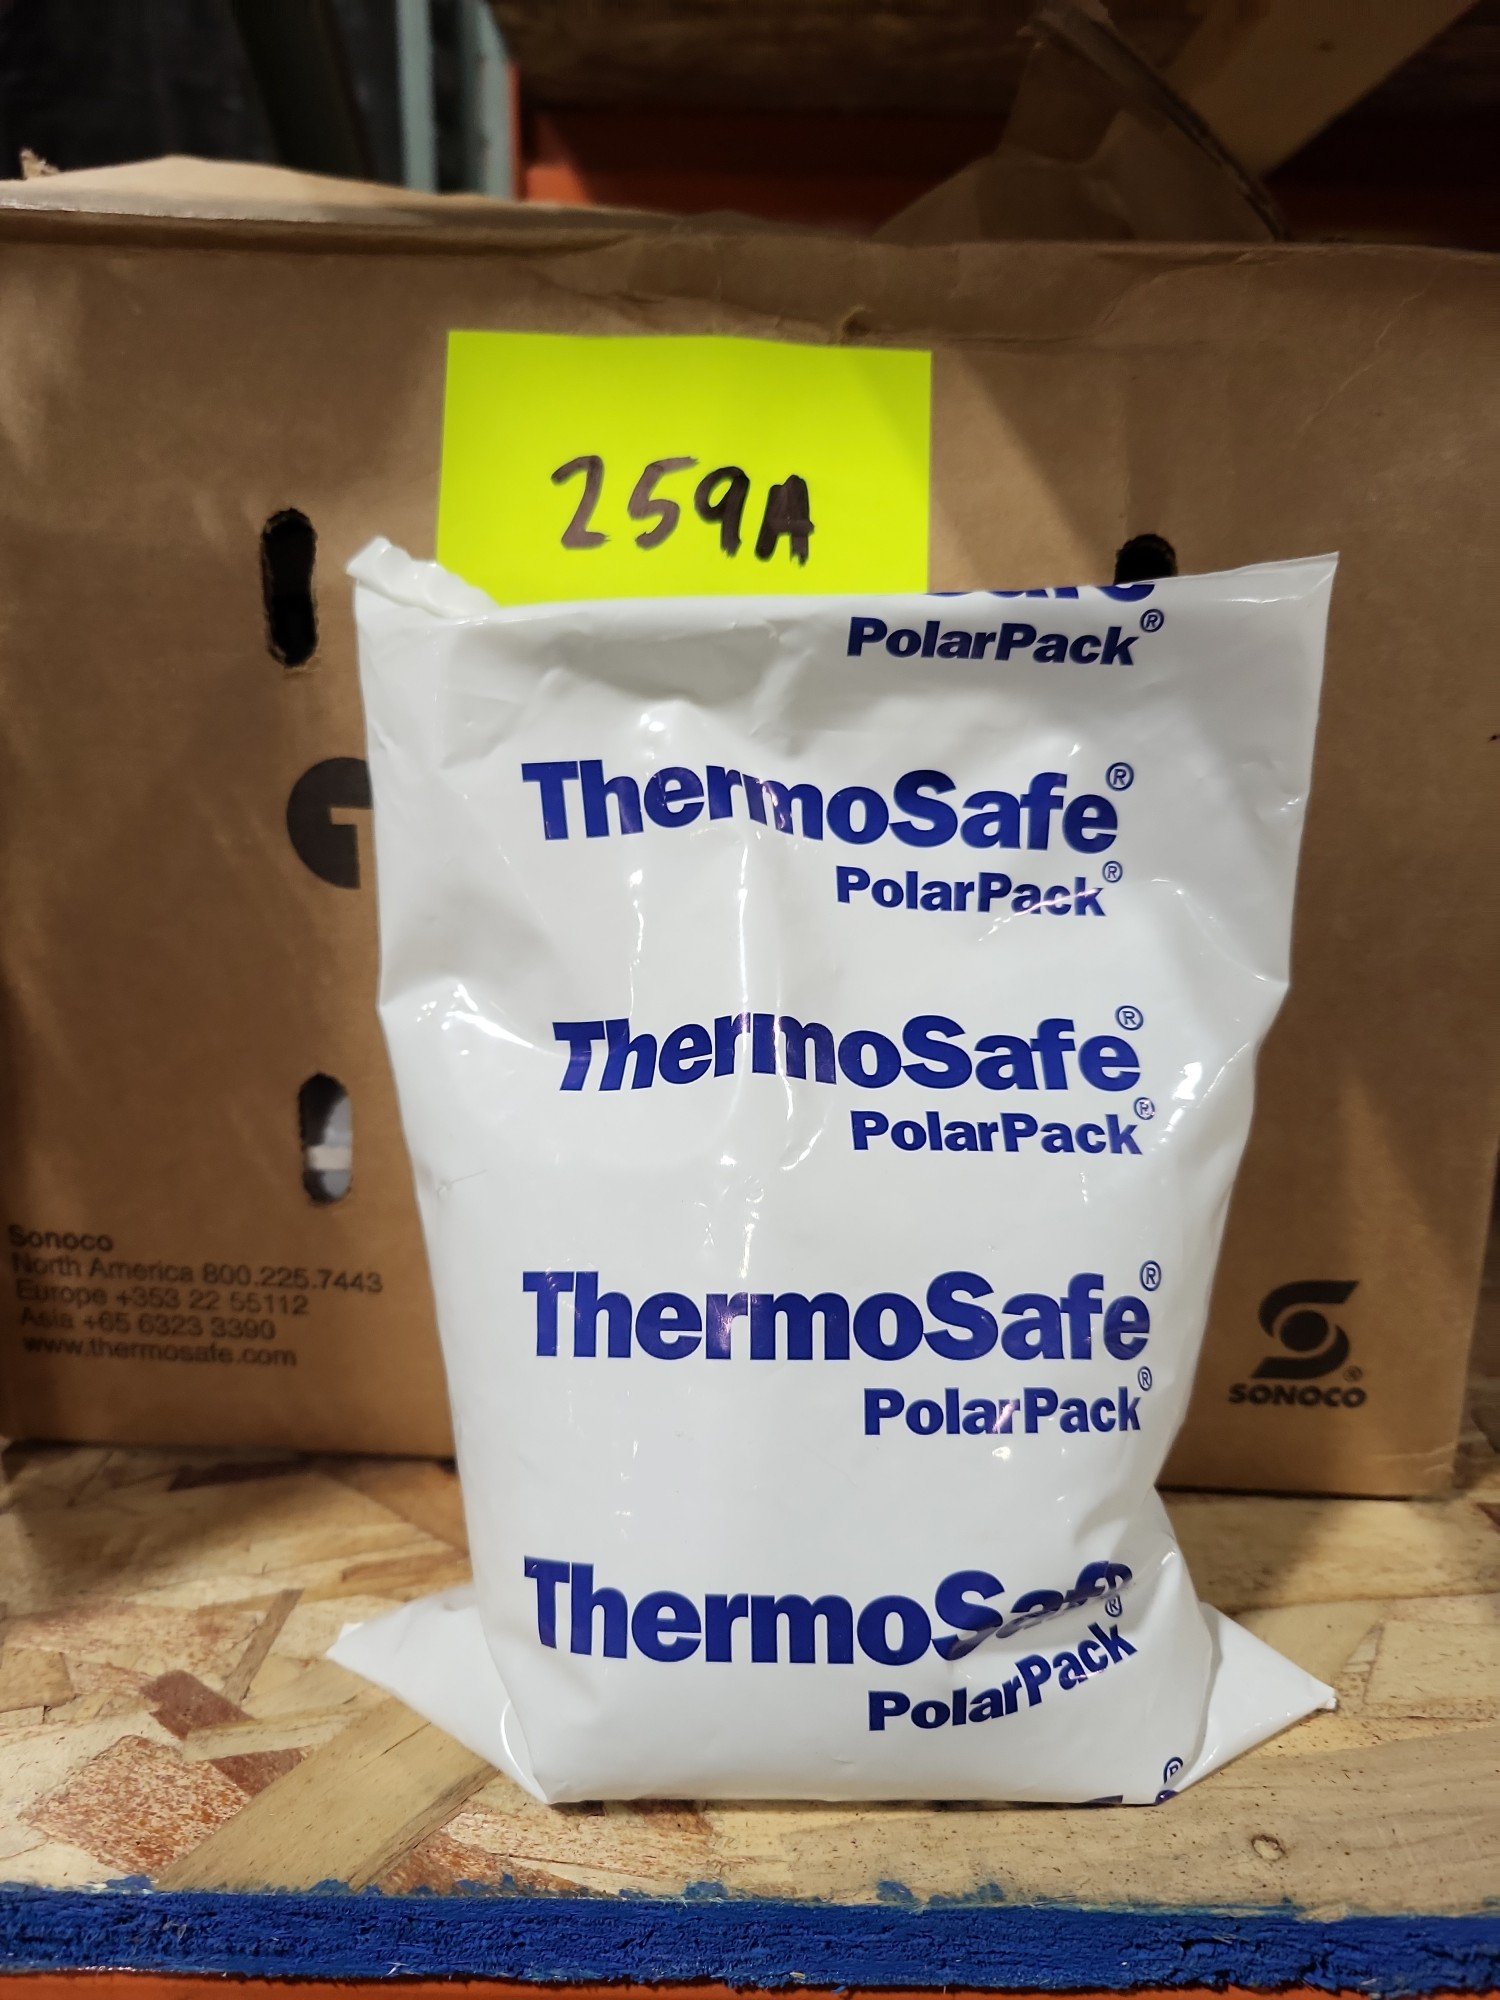 259A
PolarPack®
ThermoSafe®
PolarPack®
ThermoSafe®
PolarPack®
ThermoSafe®
PolarPack®
ThermoSafe®
PolarPack®
®
Sonoco
North America 800.225.7443
Europe +353 22 55112
Asia +65 6323 3390
www.thermosafe.com
SONOCO®